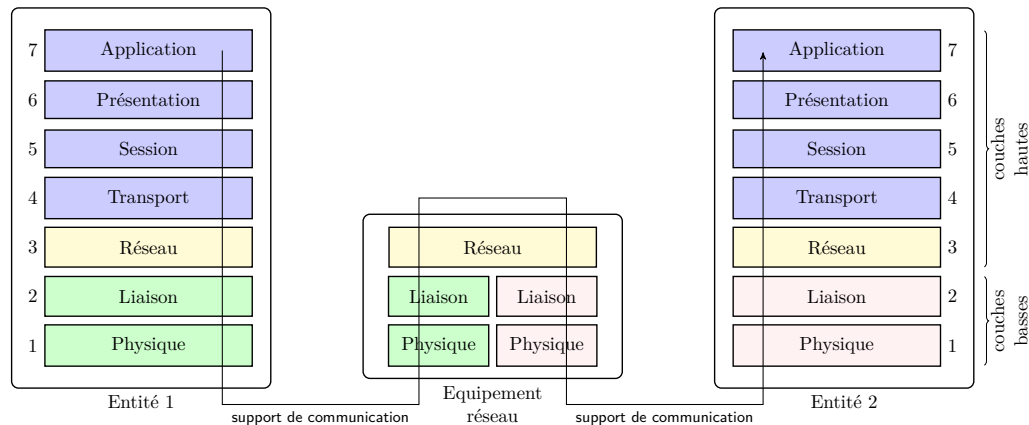 7 Application
6 Présentation
5 Session
4 Transport
3 Réseau
2 Liaison
1 Physique
Entité 1
support de communication
Réseau
Liaison Liaison
Physique Physique
Equipement
réseau
support de communication
Application 7
Présentation 6
Session 5
Transport 4
Réseau 3
Liaison 2
Physique 1
Entité 2
couches
hautes
couches
basses